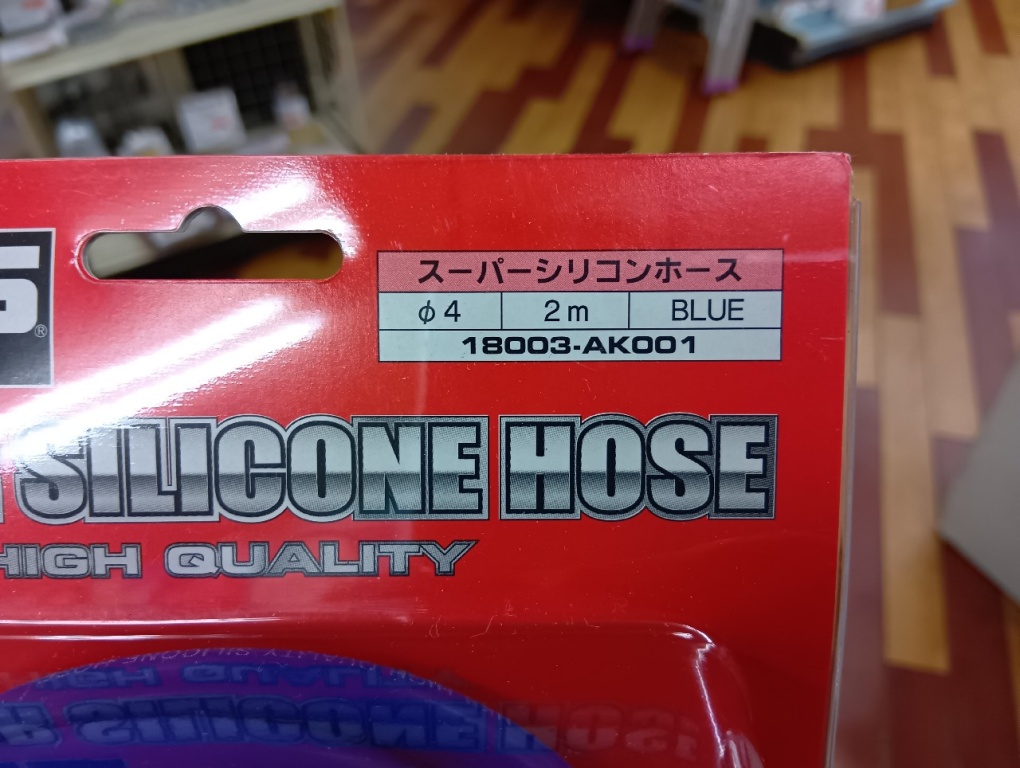 ®
スーパーシリコンホース
φ4 2m BLUE
18003-AK001
SILICONE HOSE
HIGH QUALITY